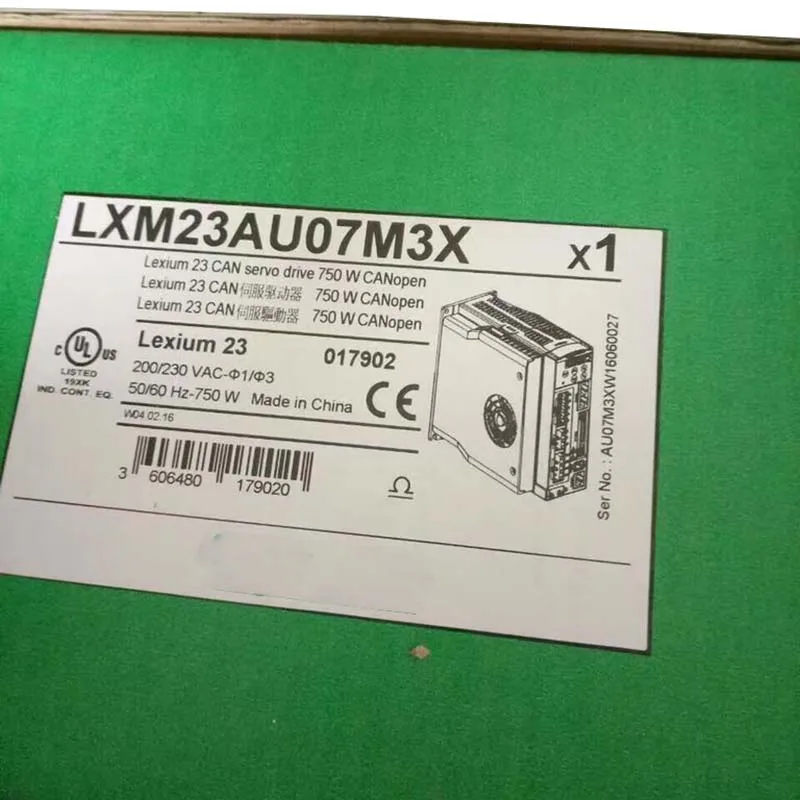 LXM23AU07M3X x1
Lexium 23 CAN servo drive 750 W CANopen
Lexium 23 CAN 伺服驱动器 750 W CANopen
Lexium 23 CAN 伺服驅動器 750 W CANopen
Lexium 23 017902
c UL US
LISTED
19XK
IND. CONT. EQ.
200/230 VAC-Φ1/Φ3
50/60 Hz-750 W Made in China CE
W04.02.16
3 606480 179020
Ser No. : AU07M3XW16060027